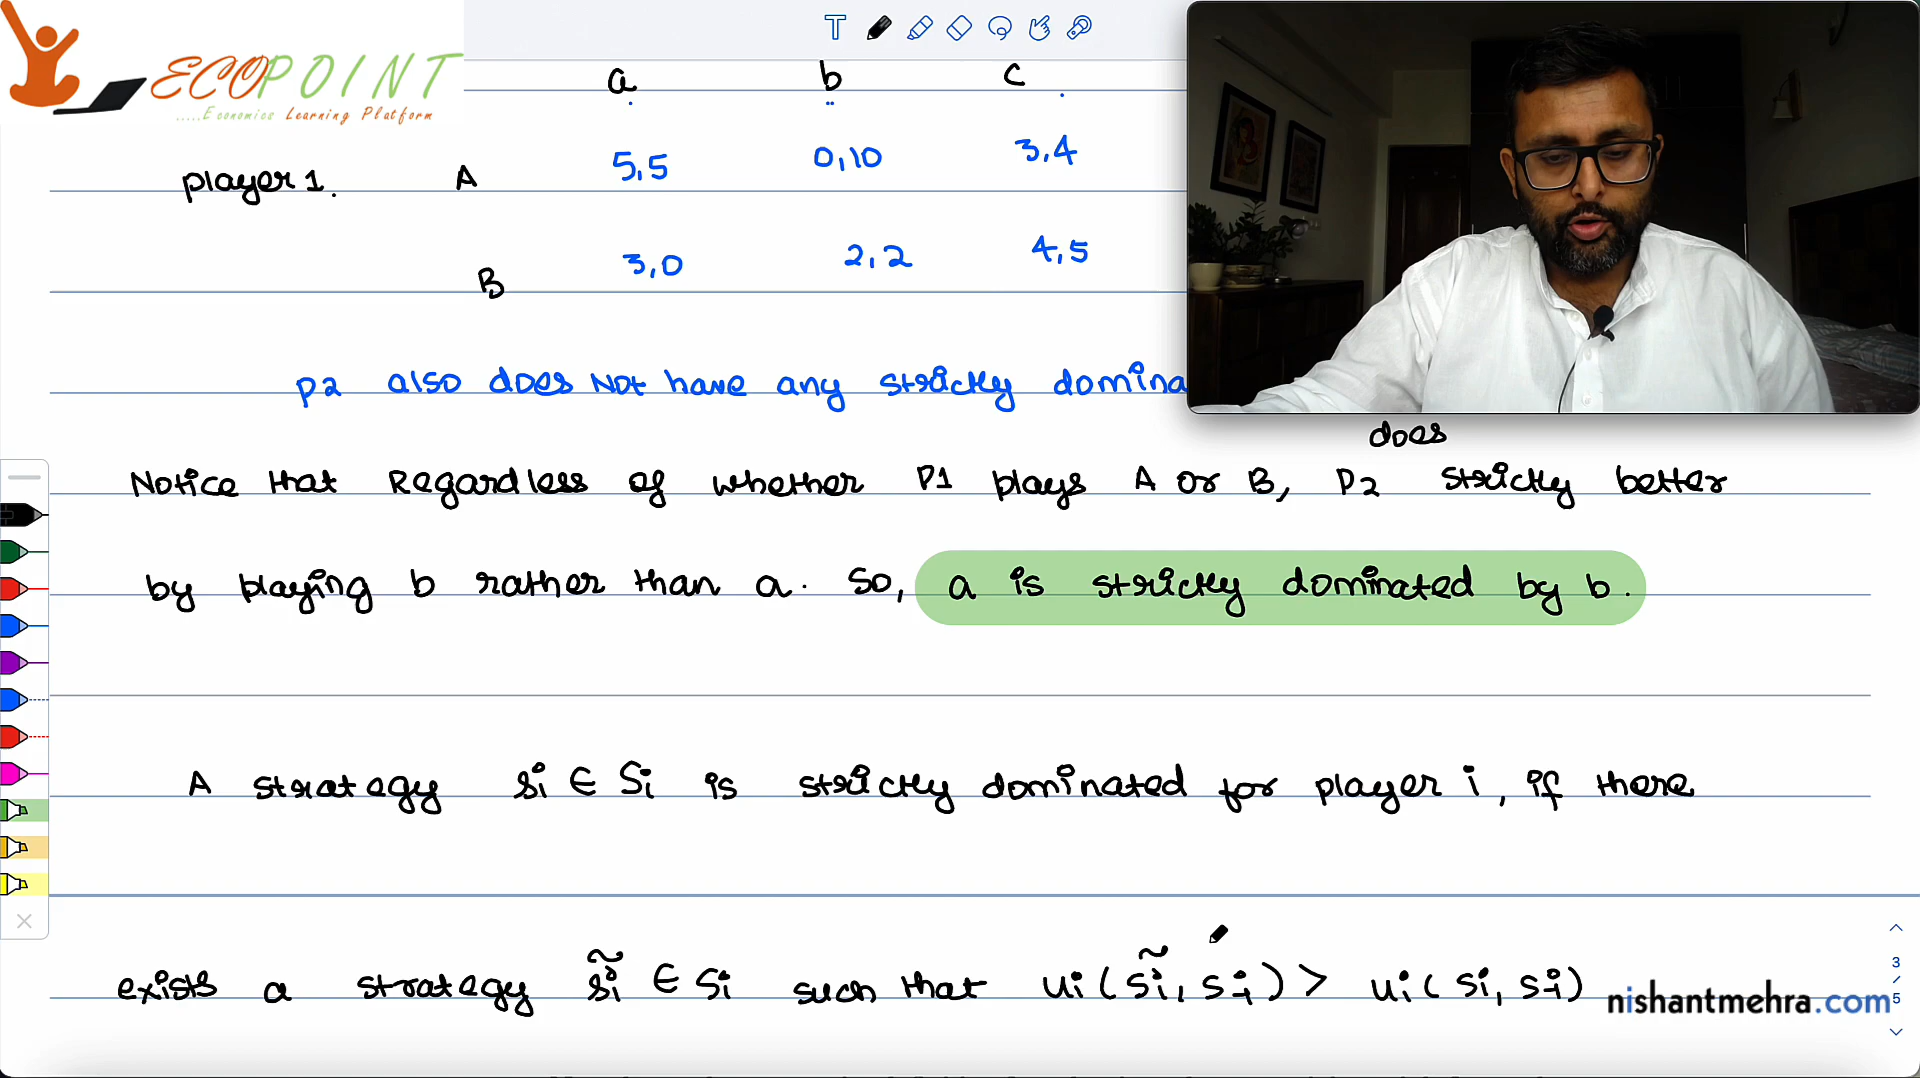 ECOPOINT
.....Economics Learning Platform
T
a b c
player 1. A 5,5 0,10 3,4
B 3,0 2,2 4,5
P2 also does NOT have any strictly domina
does
Notice that Regardless of whether P1 plays A or B, P2 strictly better
by playing b rather than a. So, a is strictly dominated by b.
A strategy si ∈ Si is strictly dominated for player i, if there
exists a strategy s̃i ∈ Si such that ui(s̃i, s-i) > ui(si, s-i)
nishantmehra.com
3
/
5